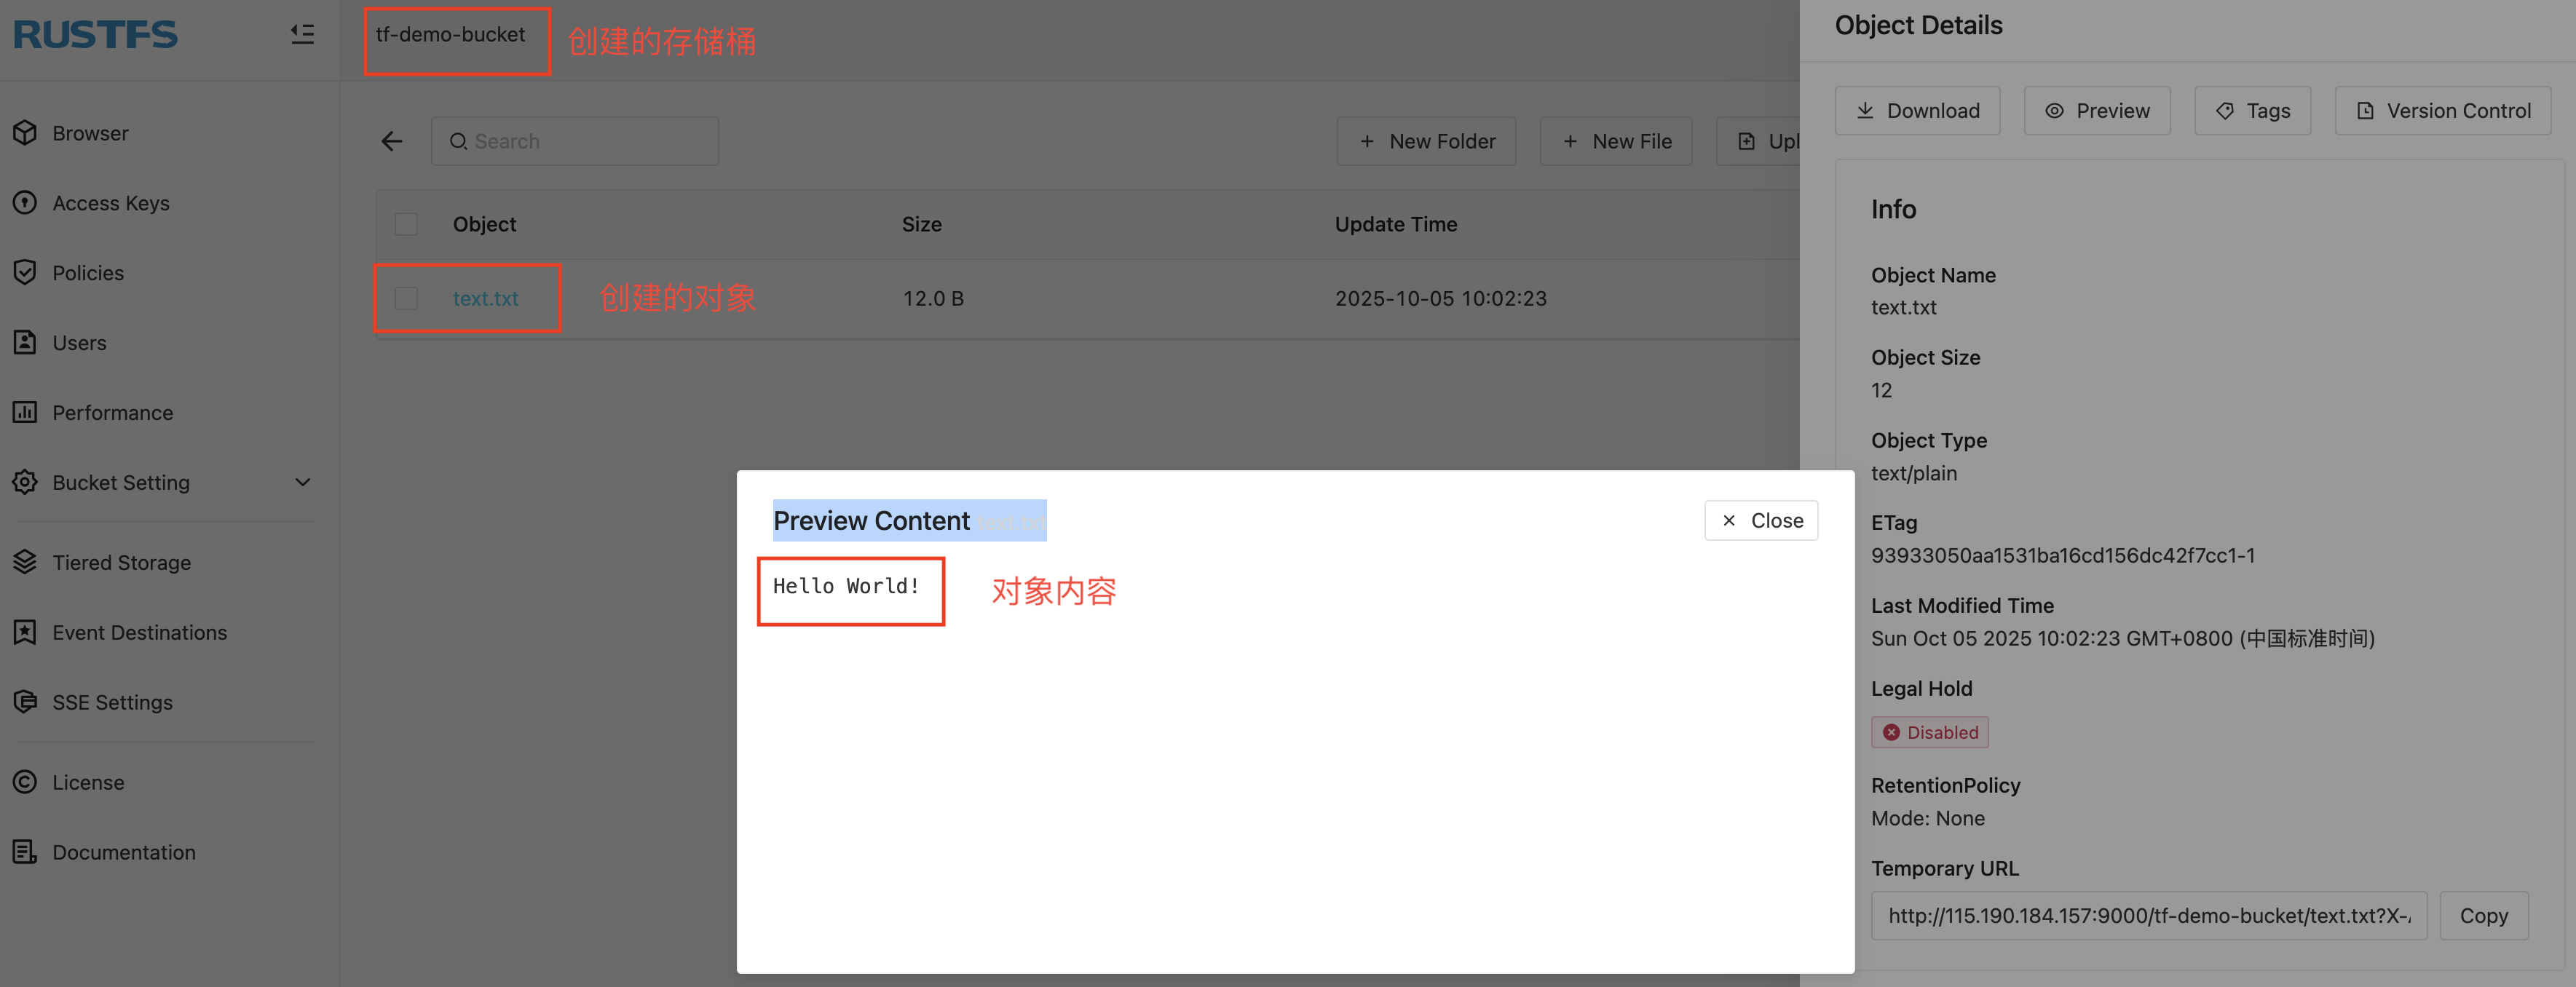 RUSTFS
Browser
Access Keys
Policies
Users
Performance
Bucket Setting
Tiered Storage
Event Destinations
SSE Settings
License
Documentation
tf-demo-bucket
创建的存储桶
Search
New Folder
New File
Upl
Object Size Update Time
text.txt 12.0 B 2025-10-05 10:02:23
创建的对象
Preview Content text.txt
Close
Hello World!
对象内容
Object Details
Download
Preview
Tags
Version Control
Info
Object Name
text.txt
Object Size
12
Object Type
text/plain
ETag
93933050aa1531ba16cd156dc42f7cc1-1
Last Modified Time
Sun Oct 05 2025 10:02:23 GMT+0800 (中国标准时间)
Legal Hold
Disabled
RetentionPolicy
Mode: None
Temporary URL
http://115.190.184.157:9000/tf-demo-bucket/text.txt?X-
Copy